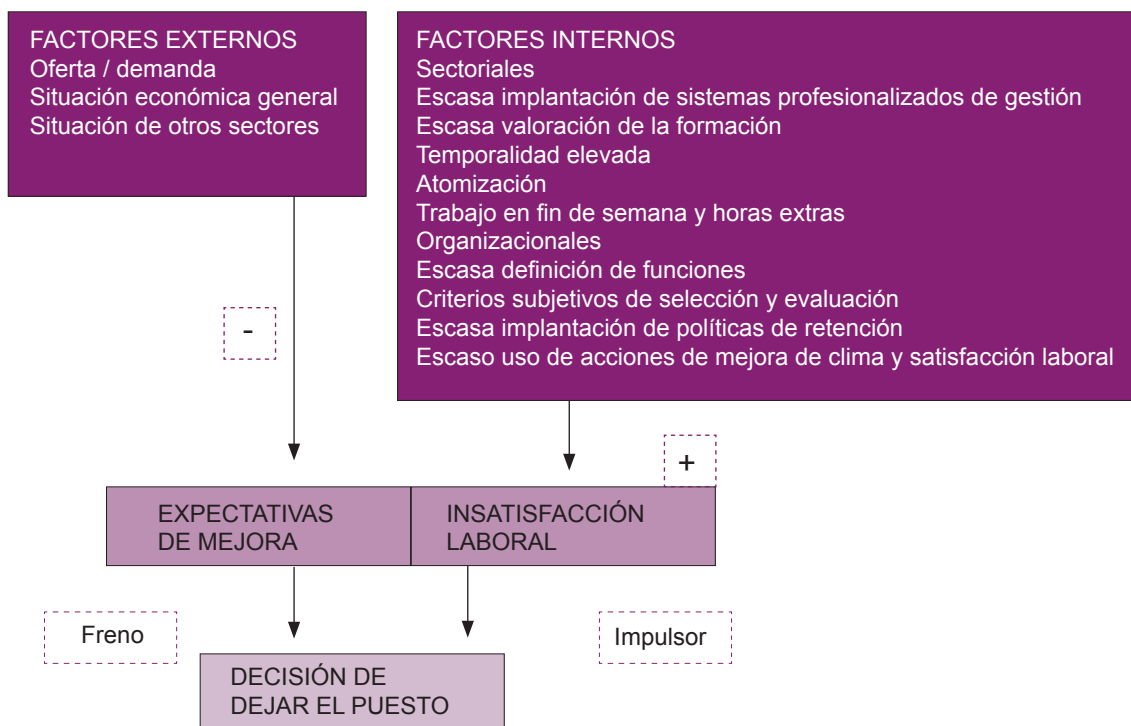 FACTORES EXTERNOS
Oferta / demanda
Situación económica general
Situación de otros sectores
FACTORES INTERNOS
Sectoriales
Escasa implantación de sistemas profesionalizados de gestión
Escasa valoración de la formación
Temporalidad elevada
Atomización
Trabajo en fin de semana y horas extras
Organizacionales
Escasa definición de funciones
Criterios subjetivos de selección y evaluación
Escasa implantación de políticas de retención
Escaso uso de acciones de mejora de clima y satisfacción laboral
-
+
EXPECTATIVAS
DE MEJORA
INSATISFACCIÓN
LABORAL
Freno
Impulsor
DECISIÓN DE
DEJAR EL PUESTO